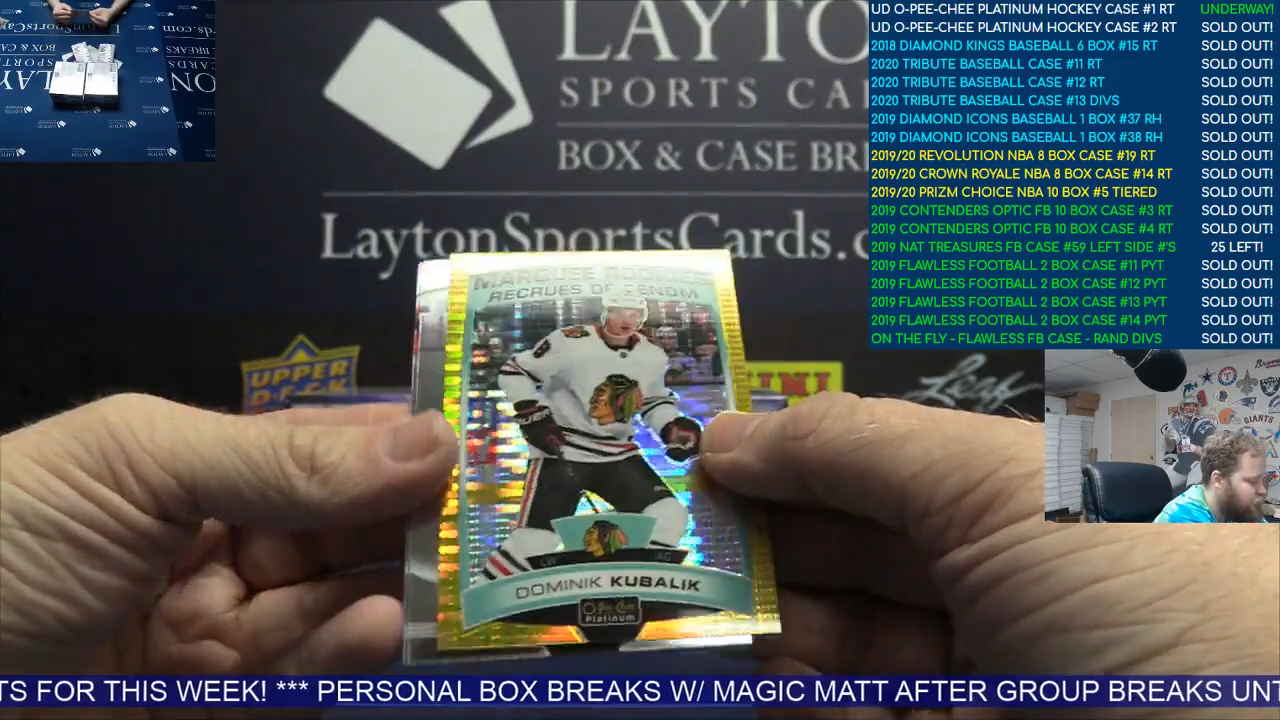 LAYTON
SPORTS CA
BOX & CASE BRE
LaytonSportsCards.c
UPPER
DECK
Leaf
MARQUEE ROOKIES
RECRUES DE RENOM
LW
AG
DOMINIK KUBALIK
O-Pee-Chee
Platinum
UD O-PEE-CHEE PLATINUM HOCKEY CASE #1 RT UNDERWAY!
UD O-PEE-CHEE PLATINUM HOCKEY CASE #2 RT SOLD OUT!
2018 DIAMOND KINGS BASEBALL 6 BOX #15 RT SOLD OUT!
2020 TRIBUTE BASEBALL CASE #11 RT SOLD OUT!
2020 TRIBUTE BASEBALL CASE #12 RT SOLD OUT!
2020 TRIBUTE BASEBALL CASE #13 DIVS SOLD OUT!
2019 DIAMOND ICONS BASEBALL 1 BOX #37 RH SOLD OUT!
2019 DIAMOND ICONS BASEBALL 1 BOX #38 RH SOLD OUT!
2019/20 REVOLUTION NBA 8 BOX CASE #19 RT SOLD OUT!
2019/20 CROWN ROYALE NBA 8 BOX CASE #14 RT SOLD OUT!
2019/20 PRIZM CHOICE NBA 10 BOX #5 TIERED SOLD OUT!
2019 CONTENDERS OPTIC FB 10 BOX CASE #3 RT SOLD OUT!
2019 CONTENDERS OPTIC FB 10 BOX CASE #4 RT SOLD OUT!
2019 NAT TREASURES FB CASE #59 LEFT SIDE #'S 25 LEFT!
2019 FLAWLESS FOOTBALL 2 BOX CASE #11 PYT SOLD OUT!
2019 FLAWLESS FOOTBALL 2 BOX CASE #12 PYT SOLD OUT!
2019 FLAWLESS FOOTBALL 2 BOX CASE #13 PYT SOLD OUT!
2019 FLAWLESS FOOTBALL 2 BOX CASE #14 PYT SOLD OUT!
ON THE FLY - FLAWLESS FB CASE - RAND DIVS SOLD OUT!
GIANTS
TS FOR THIS WEEK! *** PERSONAL BOX BREAKS W/ MAGIC MATT AFTER GROUP BREAKS UNT